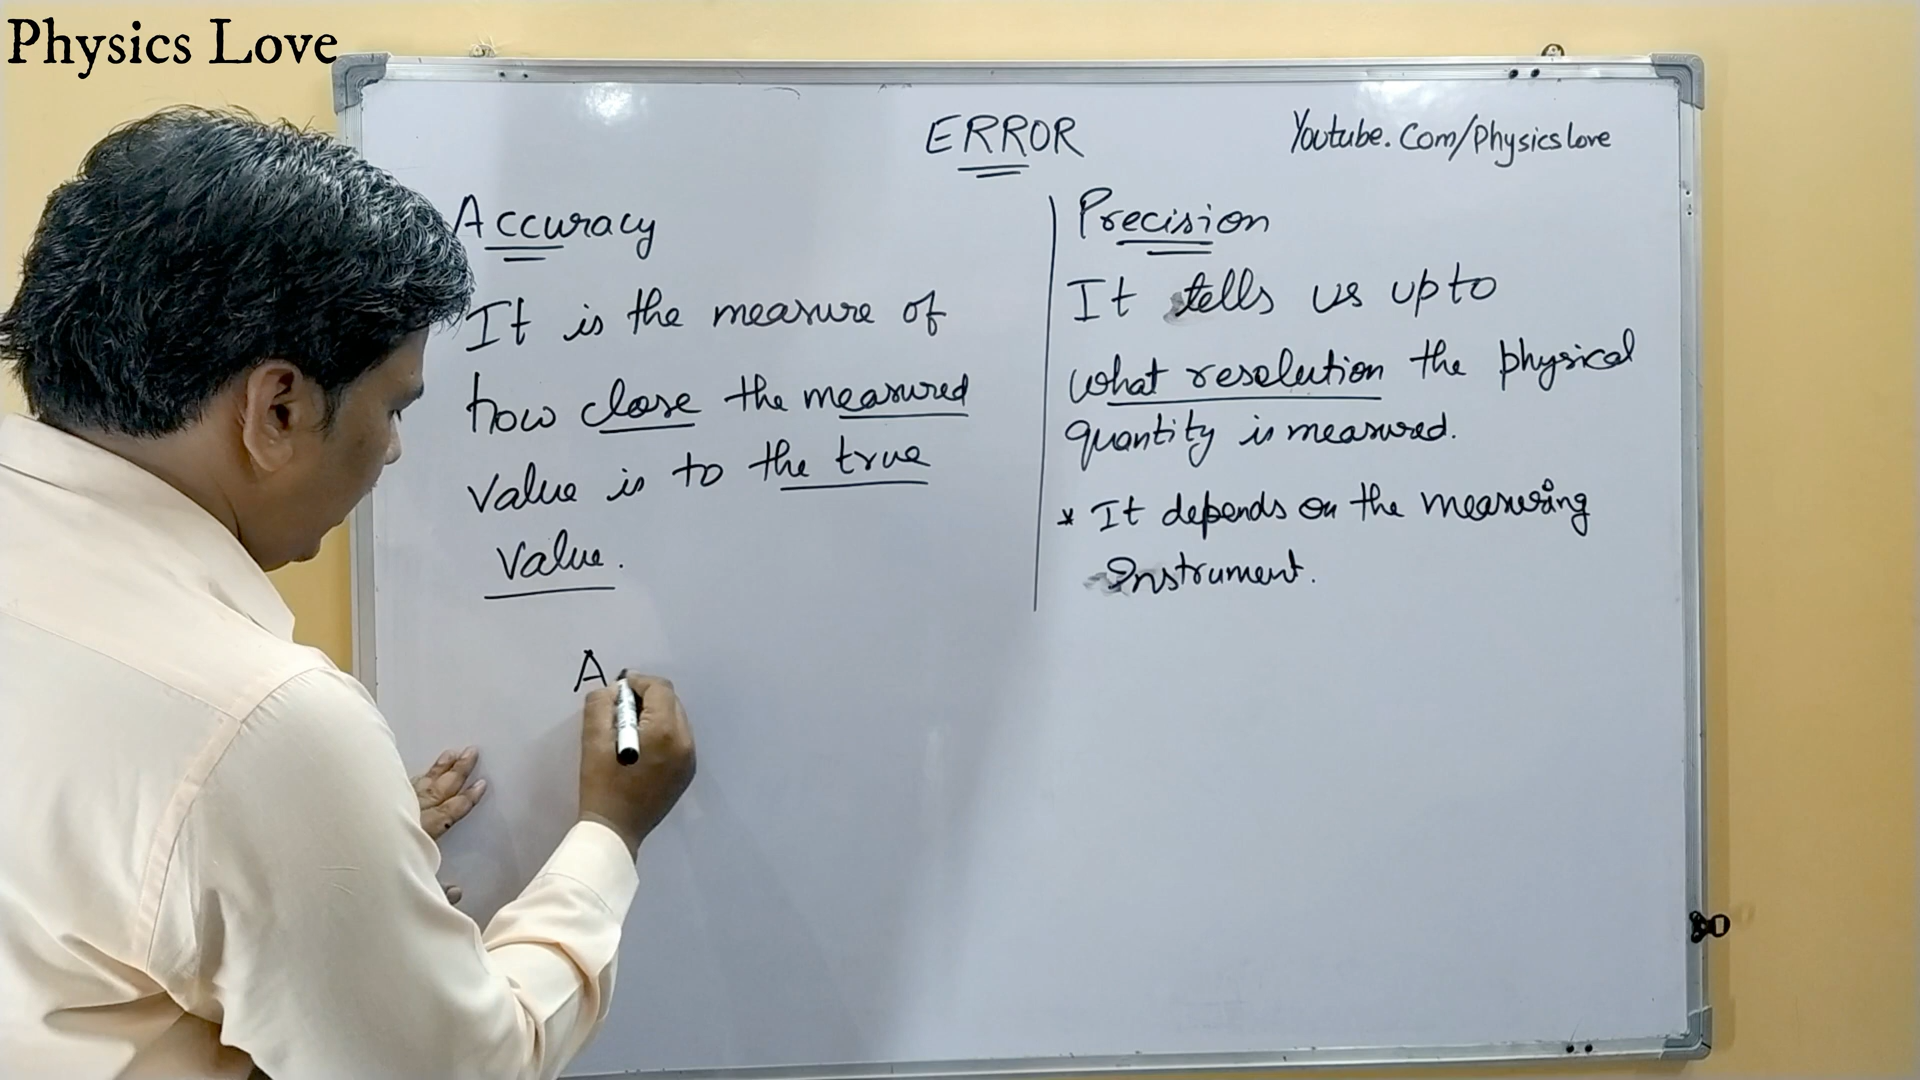 Physics Love
ERROR
Youtube.Com/Physicslove
Accuracy
It is the measure of
how close the measured
value is to the true
value.
A
Precision
It tells us upto
what resolution the physical
quantity is measured.
* It depends on the measuring
Instrument.